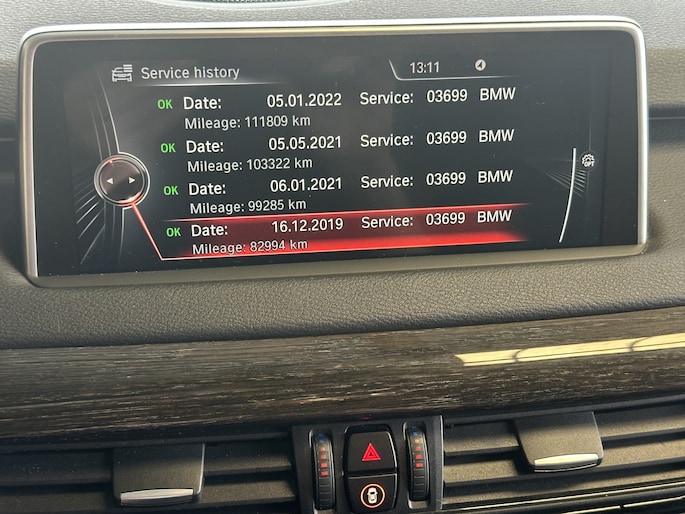 Service history 13:11
OK Date: 05.01.2022 Service: 03699 BMW
Mileage: 111809 km
OK Date: 05.05.2021 Service: 03699 BMW
Mileage: 103322 km
OK Date: 06.01.2021 Service: 03699 BMW
Mileage: 99285 km
OK Date: 16.12.2019 Service: 03699 BMW
Mileage: 82994 km
OPT